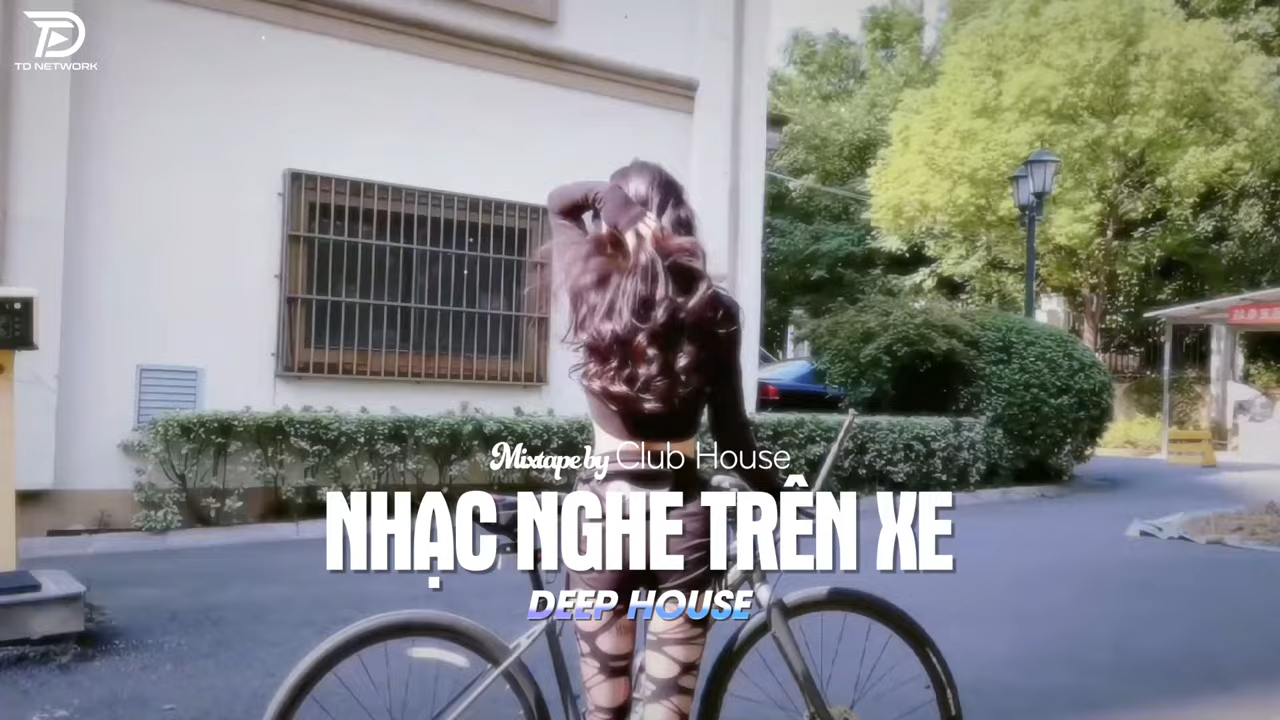 TD NETWORK
Mixtape by Club House
NHẠC NGHE TRÊN XE
DEEP HOUSE